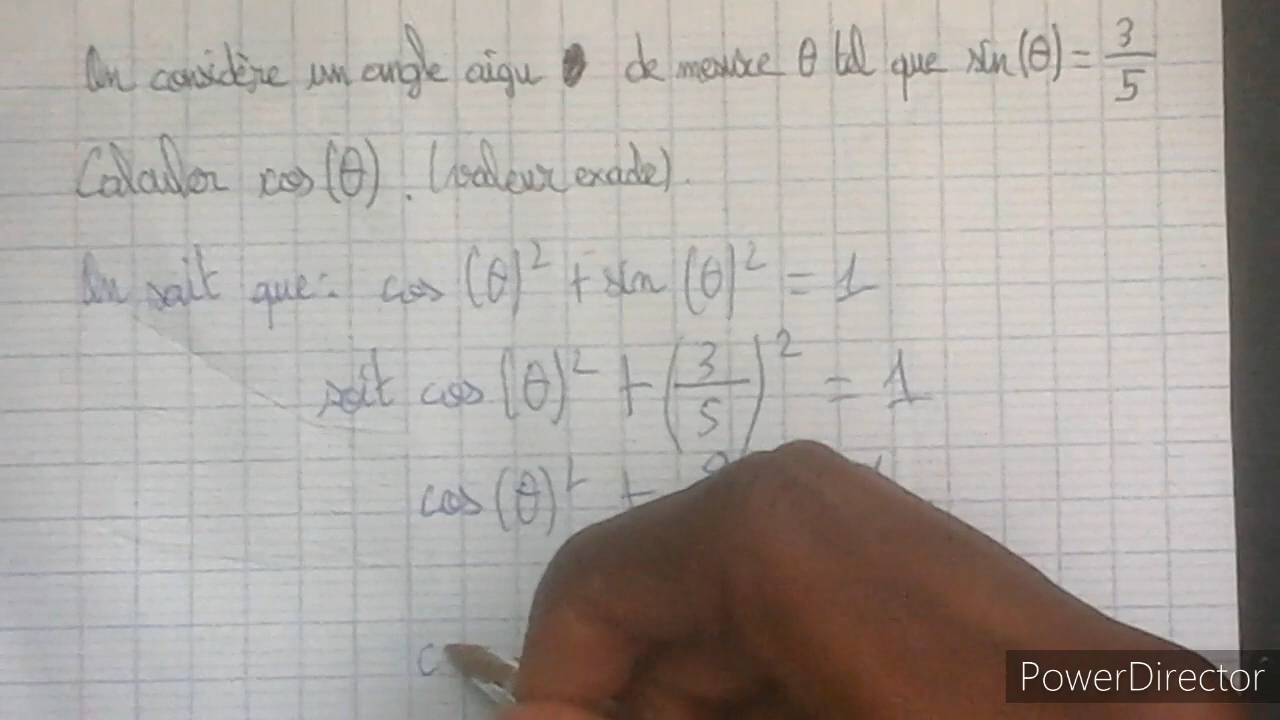 On considère un angle aigu de mesure θ tel que sin(θ) = 3/5
Calculer cos(θ). (valeur exacte).
On sait que: cos(θ)² + sin(θ)² = 1
soit cos(θ)² + (3/5)² = 1
cos(θ)² +
c
PowerDirector